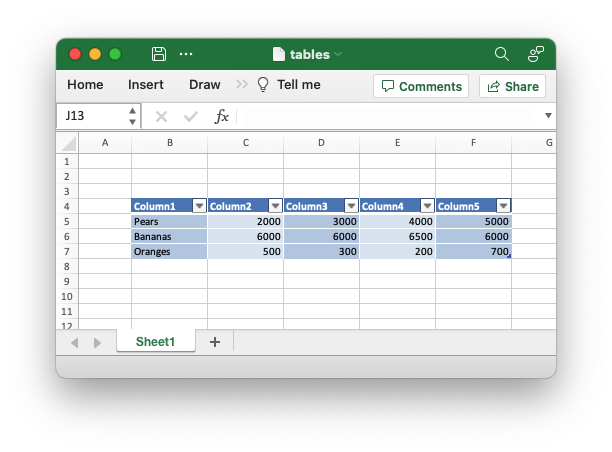 tables
Home Insert Draw Tell me Comments Share
J13 fx
A B C D E F G
1
2
3
4 Column1 Column2 Column3 Column4 Column5
5 Pears 2000 3000 4000 5000
6 Bananas 6000 6000 6500 6000
7 Oranges 500 300 200 700
8
9
10
11
12
Sheet1 +